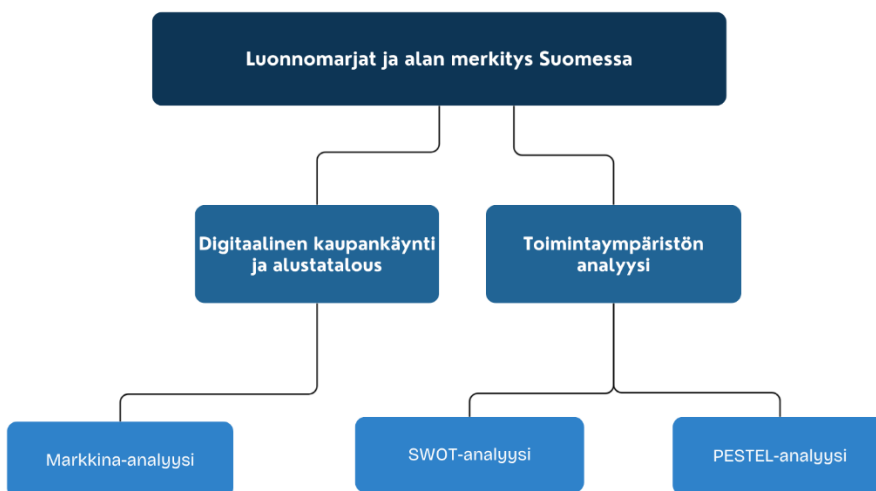 Luonnomarjat ja alan merkitys Suomessa
Digitaalinen kaupankäynti
ja alustatalous
Toimintaympäristön
analyysi
Markkina-analyysi
SWOT-analyysi
PESTEL-analyysi